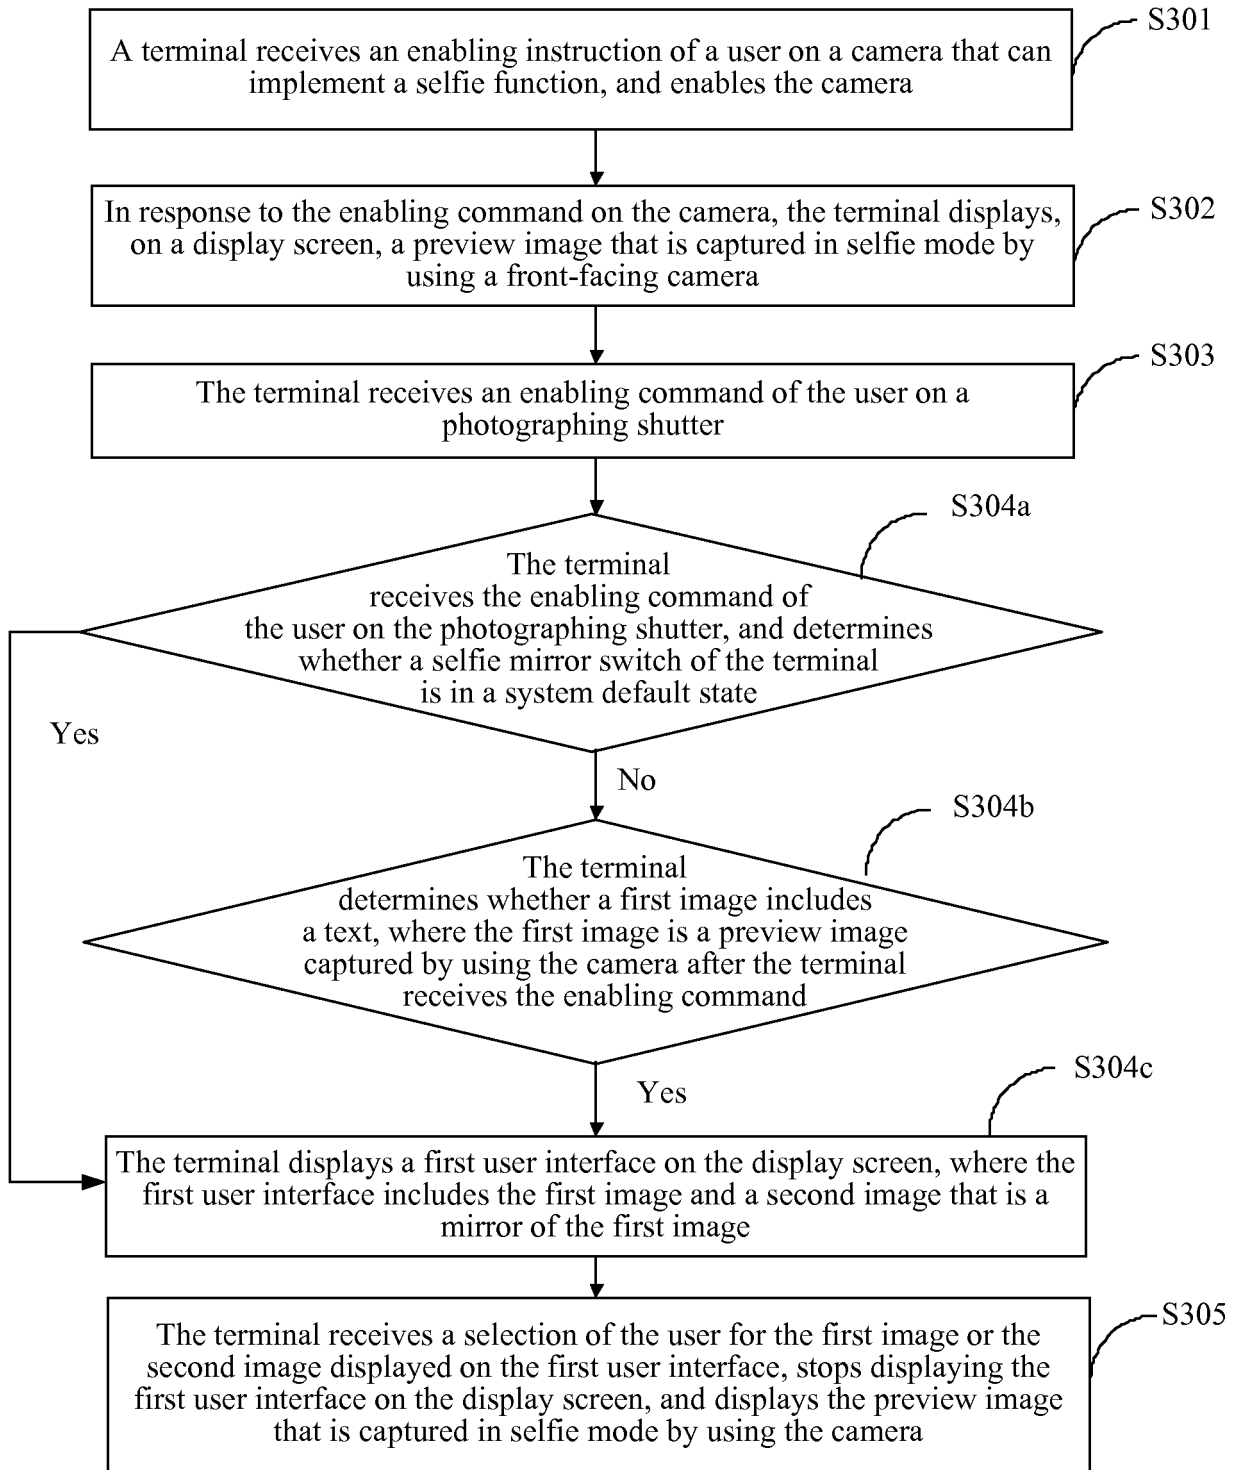 S301
A terminal receives an enabling instruction of a user on a camera that can
implement a selfie function, and enables the camera
S302
In response to the enabling command on the camera, the terminal displays,
on a display screen, a preview image that is captured in selfie mode by
using a front-facing camera
S303
The terminal receives an enabling command of the user on a
photographing shutter
S304a
The terminal
receives the enabling command of
the user on the photographing shutter, and determines
whether a selfie mirror switch of the terminal
is in a system default state
Yes
No
S304b
The terminal
determines whether a first image includes
a text, where the first image is a preview image
captured by using the camera after the terminal
receives the enabling command
Yes
S304c
The terminal displays a first user interface on the display screen, where the
first user interface includes the first image and a second image that is a
mirror of the first image
S305
The terminal receives a selection of the user for the first image or the
second image displayed on the first user interface, stops displaying the
first user interface on the display screen, and displays the preview image
that is captured in selfie mode by using the camera